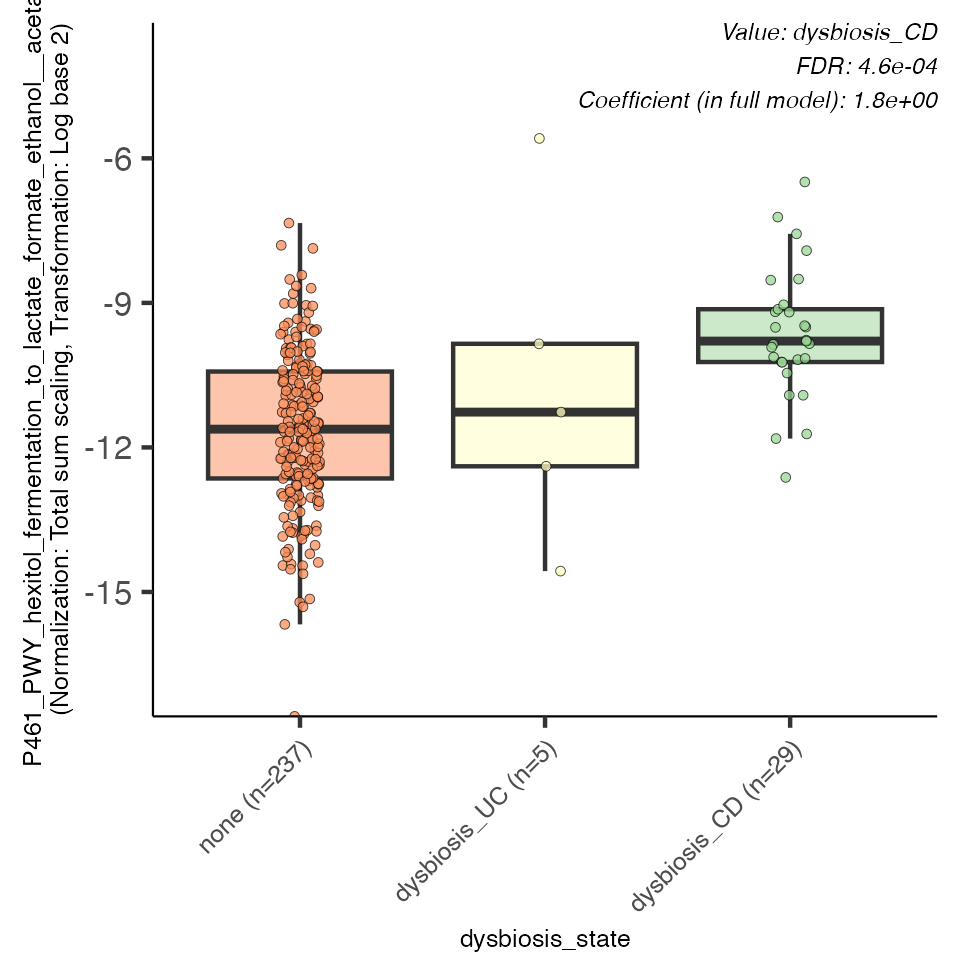 Value: dysbiosis_CD
FDR: 4.6e-04
Coefficient (in full model): 1.8e+00
P461_PWY_hexitol_fermentation_to_lactate_formate_ethanol__aceta
(Normalization: Total sum scaling, Transformation: Log base 2)
-6
-9
-12
-15
none (n=237)
dysbiosis_UC (n=5)
dysbiosis_CD (n=29)
dysbiosis_state